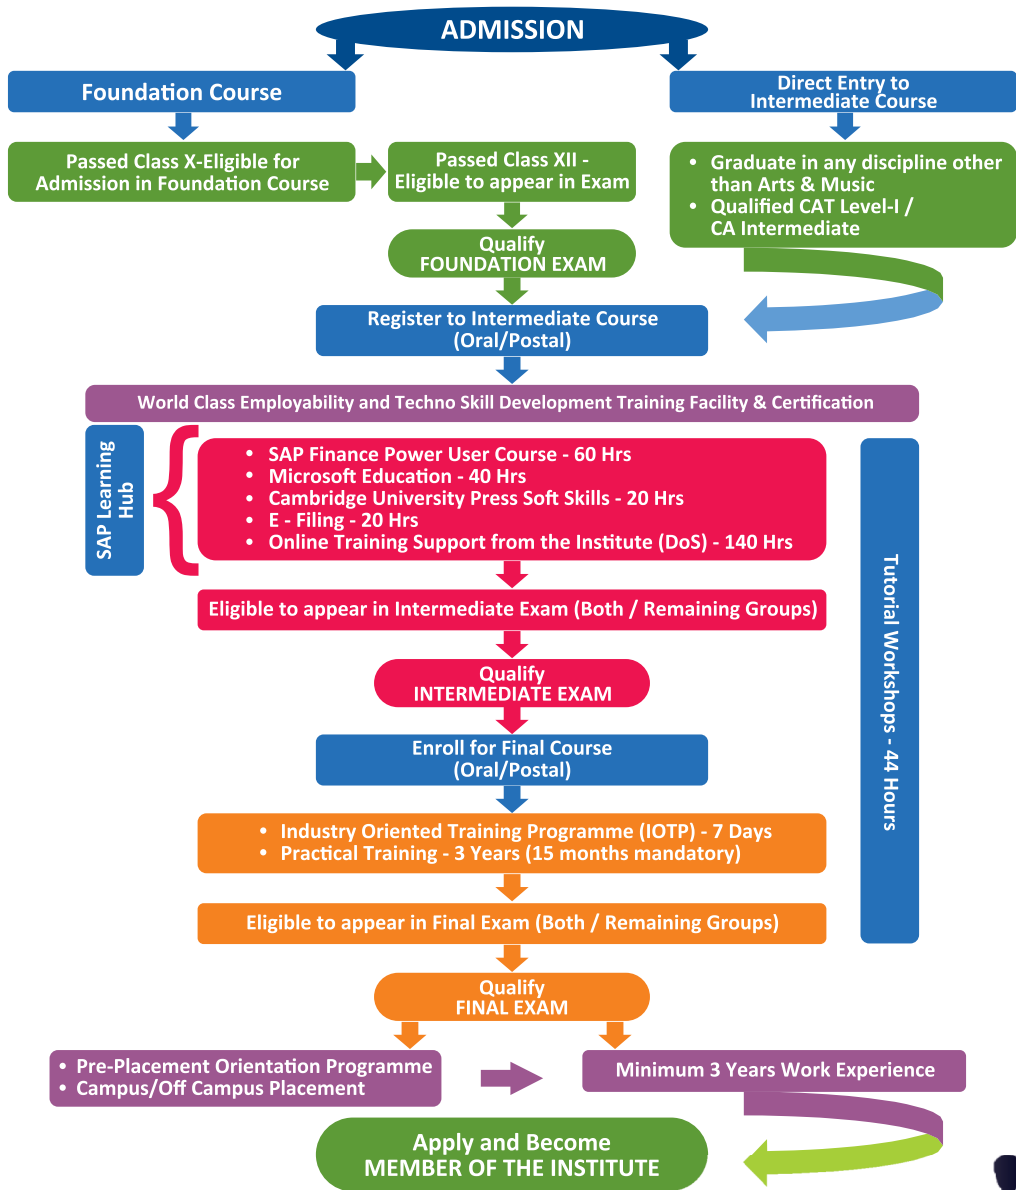 ADMISSION
Foundation Course
Direct Entry to
Intermediate Course
Passed Class X-Eligible for
Admission in Foundation Course
Passed Class XII -
Eligible to appear in Exam
• Graduate in any discipline other
than Arts & Music
• Qualified CAT Level-I /
CA Intermediate
Qualify
FOUNDATION EXAM
Register to Intermediate Course
(Oral/Postal)
World Class Employability and Techno Skill Development Training Facility & Certification
SAP Learning
Hub
• SAP Finance Power User Course - 60 Hrs
• Microsoft Education - 40 Hrs
• Cambridge University Press Soft Skills - 20 Hrs
• E - Filing - 20 Hrs
• Online Training Support from the Institute (DoS) - 140 Hrs
Tutorial Workshops - 44 Hours
Eligible to appear in Intermediate Exam (Both / Remaining Groups)
Qualify
INTERMEDIATE EXAM
Enroll for Final Course
(Oral/Postal)
• Industry Oriented Training Programme (IOTP) - 7 Days
• Practical Training - 3 Years (15 months mandatory)
Eligible to appear in Final Exam (Both / Remaining Groups)
Qualify
FINAL EXAM
• Pre-Placement Orientation Programme
• Campus/Off Campus Placement
Minimum 3 Years Work Experience
Apply and Become
MEMBER OF THE INSTITUTE